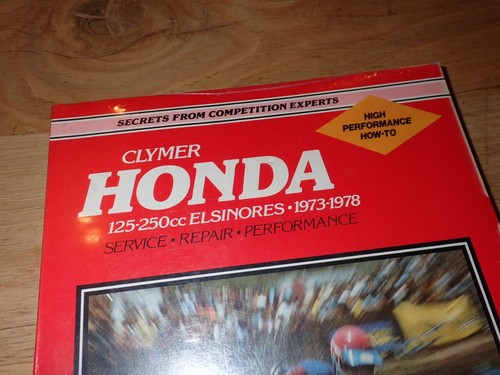 SECRETS FROM COMPETITION EXPERTS
HIGH
PERFORMANCE
HOW-TO
CLYMER
HONDA
125-250cc ELSINORES • 1973-1978
SERVICE • REPAIR • PERFORMANCE